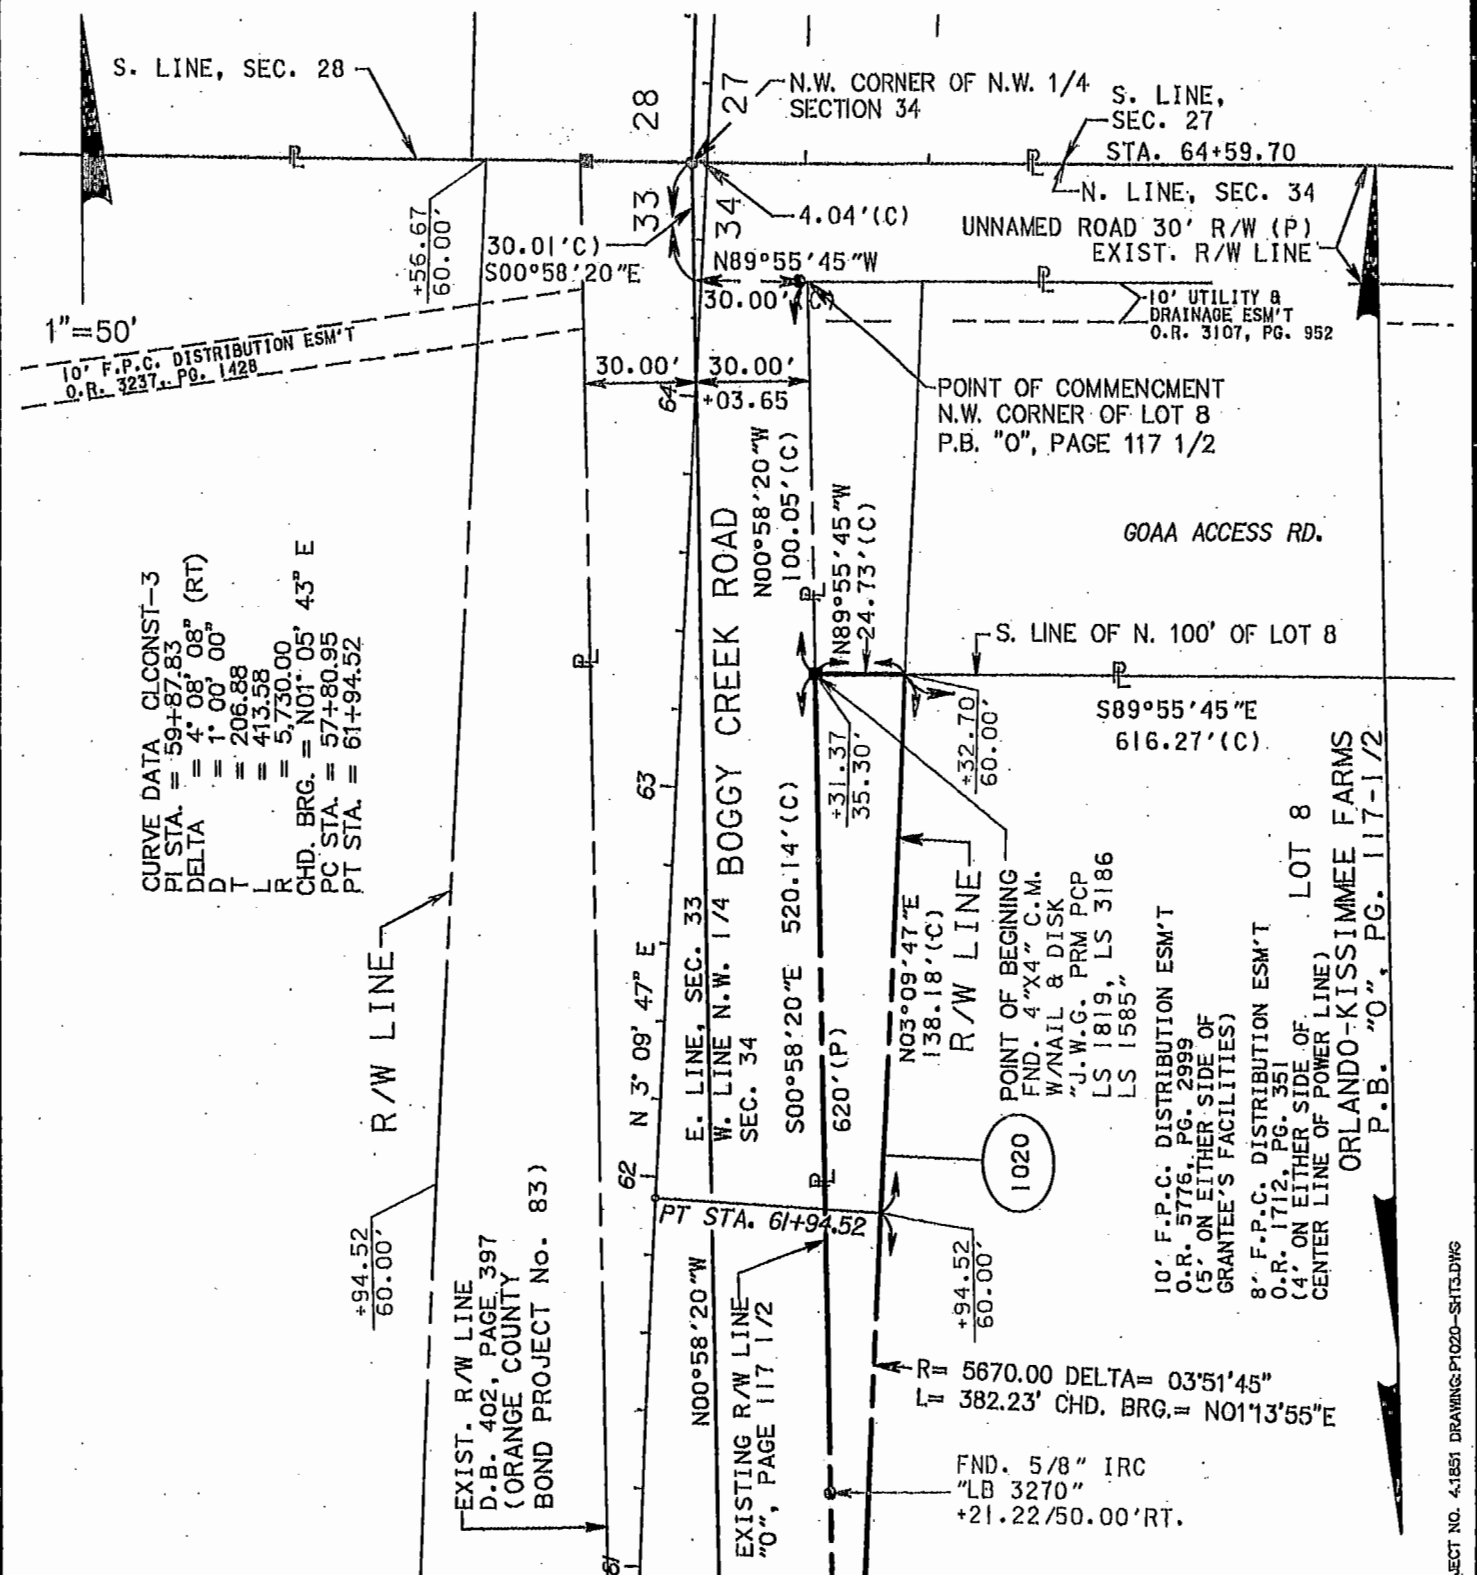 S. LINE, SEC. 28
28
27
N.W. CORNER OF N.W. 1/4
SECTION 34
S. LINE,
SEC. 27
STA. 64+59.70
N. LINE, SEC. 34
33
34
4.04'(C)
UNNAMED ROAD 30' R/W (P)
EXIST. R/W LINE
+56.67
60.00'
30.01'C)
S00°58'20"E
N89°55'45"W
30.00'(C)
10' UTILITY &
DRAINAGE ESM'T
O.R. 3107, PG. 952
1"=50'
10' F.P.C. DISTRIBUTION ESM'T
O.R. 3237, PG. 1428
30.00'
30.00'
64
+03.65
POINT OF COMMENCMENT
N.W. CORNER OF LOT 8
P.B. "O", PAGE 117 1/2
N00°58'20"W
100.05'(C)
N89°55'45"W
24.73'(C)
GOAA ACCESS RD.
CURVE DATA CLCONST-3
PI STA. = 59+87.83
DELTA = 4° 08' 08" (RT)
D = 1° 00' 00"
T = 206.88
L = 413.58
R = 5,730.00
CHD. BRG. = N01° 05' 43" E
PC STA. = 57+80.95
PT STA. = 61+94.52
S. LINE OF N. 100' OF LOT 8
S89°55'45"E
616.27'(C)
BOGGY CREEK ROAD
63
+31.37
35.30'
+32.70
60.00'
R/W LINE
N 3° 09' 47" E
E. LINE, SEC. 33
W. LINE N.W. 1/4
SEC. 34
S00°58'20"E 520.14'(C)
620'(P)
N03°09'47"E
138.18'(C)
R/W LINE
POINT OF BEGINING
FND. 4"X4" C.M.
W/NAIL & DISK
"J.W.G. PRM PCP
LS 1819, LS 3186
LS 1585"
LOT 8
ORLANDO-KISSIMMEE FARMS
P.B. "O", PG. 117-1/2
10' F.P.C. DISTRIBUTION ESM'T
O.R. 5776, PG. 2999
(5' ON EITHER SIDE OF
GRANTEE'S FACILITIES)
8' F.P.C. DISTRIBUTION ESM'T
O.R. 1712, PG. 351
(4' ON EITHER SIDE OF
CENTER LINE OF POWER LINE)
1020
62
PT STA. 61+94.52
+94.52
60.00'
+94.52
60.00'
EXIST. R/W LINE
D.B. 402, PAGE 397
(ORANGE COUNTY
BOND PROJECT No. 83)
N00°58'20"W
EXISTING R/W LINE
"O", PAGE 117 1/2
R= 5670.00 DELTA= 03°51'45"
L= 382.23' CHD. BRG.= N01°13'55"E
FND. 5/8" IRC
"LB 3270"
+21.22/50.00'RT.
61
JECT NO. 4.1851 DRAWING:P1020-SHT3.DWG